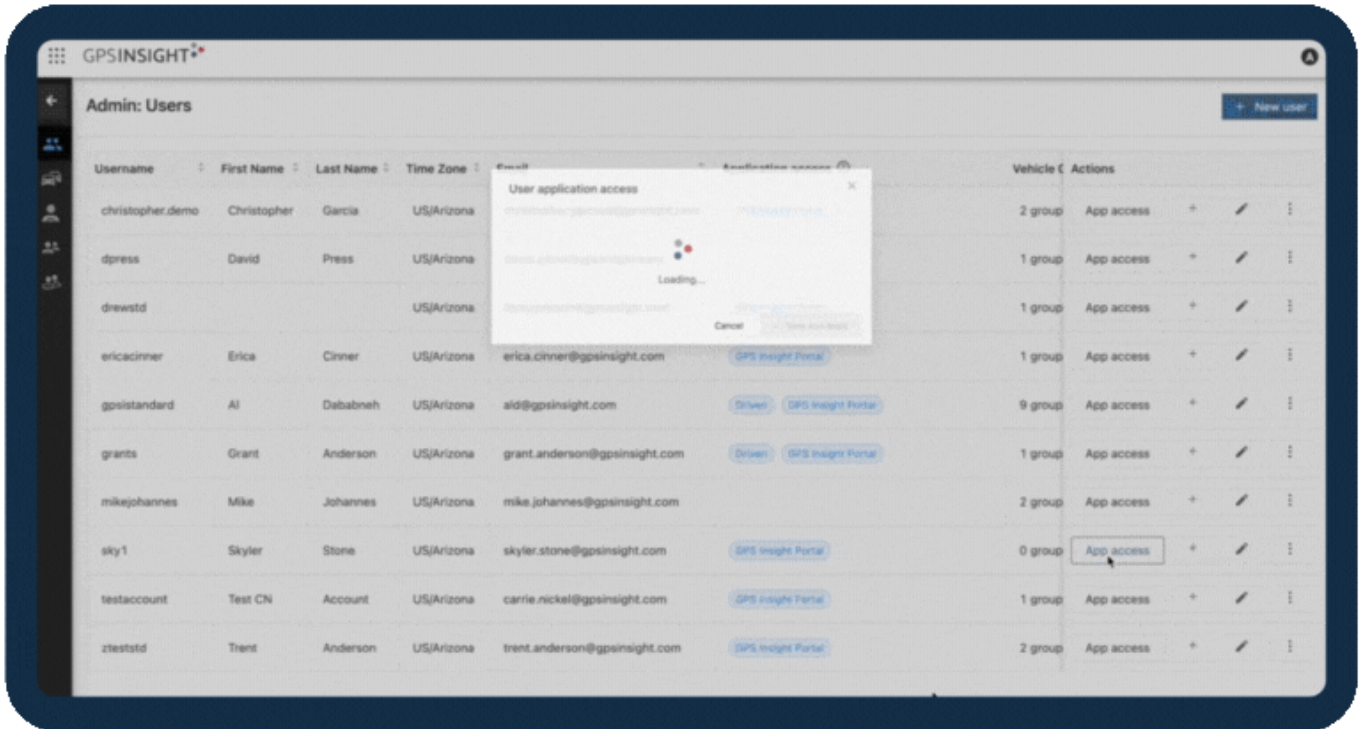 GPSINSIGHT
A
Admin: Users
+ New user
Username First Name Last Name Time Zone Email Application access Vehicle G Actions
User application access
christopher.demo Christopher Garcia US/Arizona 2 group App access
dpress David Press US/Arizona 1 group App access
Loading...
drewstd US/Arizona 1 group App access
Cancel
ericacinner Erica Cinner US/Arizona erica.cinner@gpsinsight.com GPS Insight Portal 1 group App access
gpsistandard Al Dababneh US/Arizona ald@gpsinsight.com Driven GPS Insight Portal 9 group App access
grants Grant Anderson US/Arizona grant.anderson@gpsinsight.com Driven GPS Insight Portal 1 group App access
mikejohannes Mike Johannes US/Arizona mike.johannes@gpsinsight.com 2 group App access
sky1 Skyler Stone US/Arizona skyler.stone@gpsinsight.com GPS Insight Portal 0 group App access
testaccount Test CN Account US/Arizona carrie.nickel@gpsinsight.com GPS Insight Portal 1 group App access
zteststd Trent Anderson US/Arizona trent.anderson@gpsinsight.com GPS Insight Portal 2 group App access